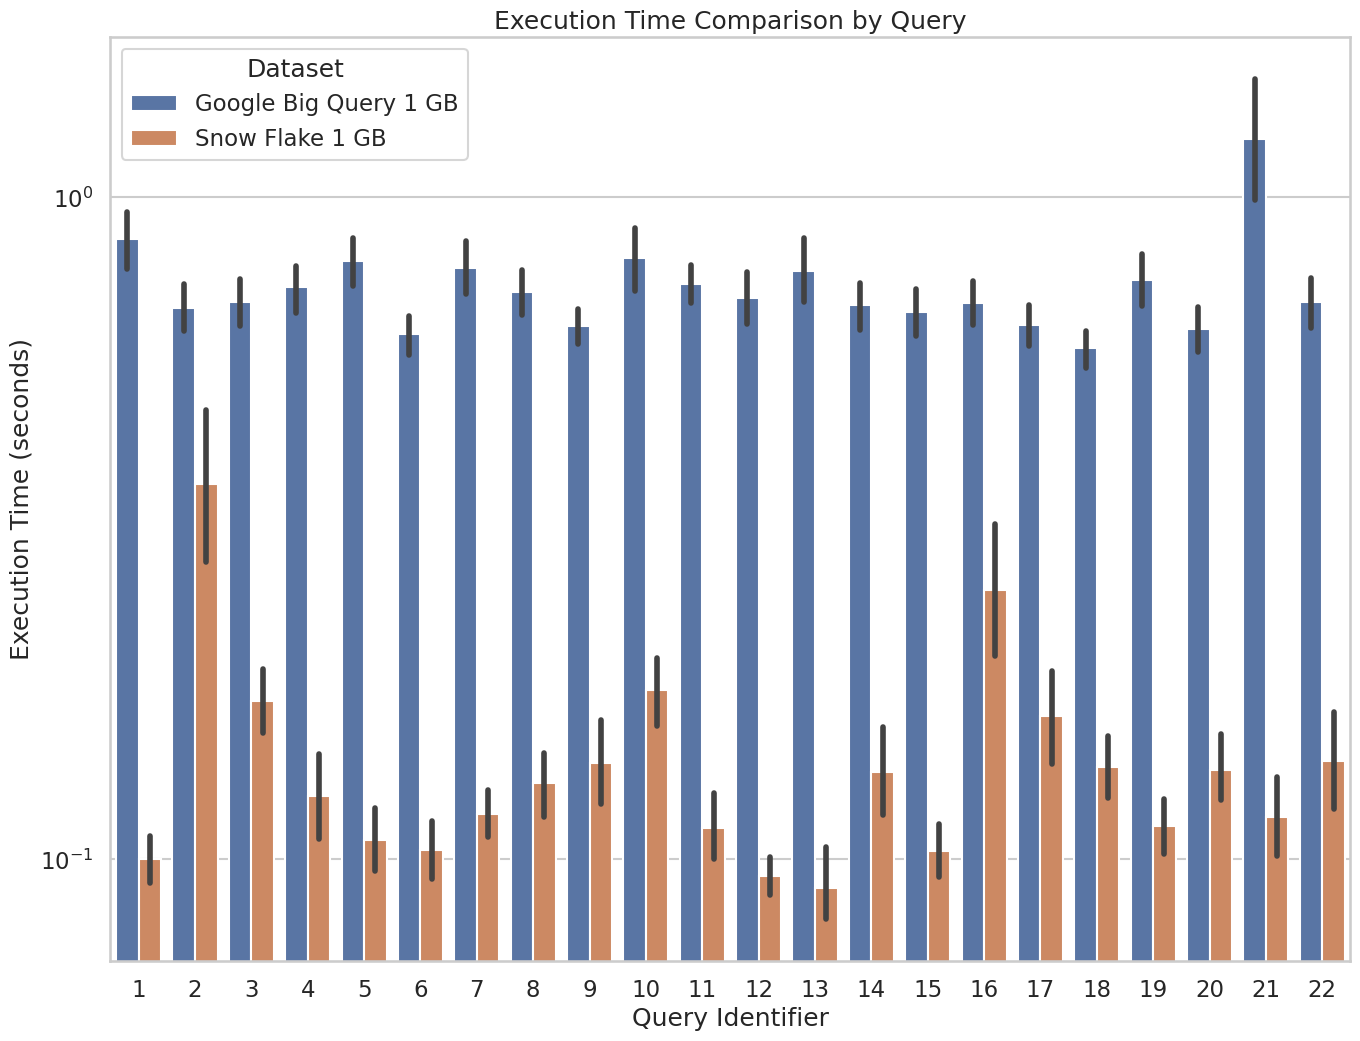 Execution Time Comparison by Query
Dataset
Google Big Query 1 GB
Snow Flake 1 GB
10⁰
10⁻¹
Execution Time (seconds)
1 2 3 4 5 6 7 8 9 10 11 12 13 14 15 16 17 18 19 20 21 22
Query Identifier